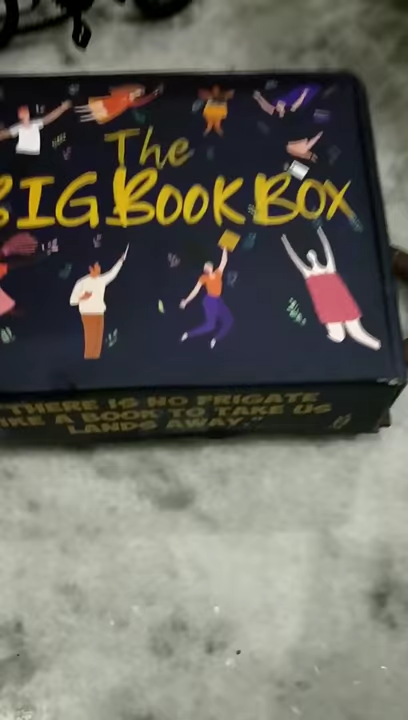 The
BIG BOOK BOX
"THERE IS NO FRIGATE
LIKE A BOOK TO TAKE US
LANDS AWAY."